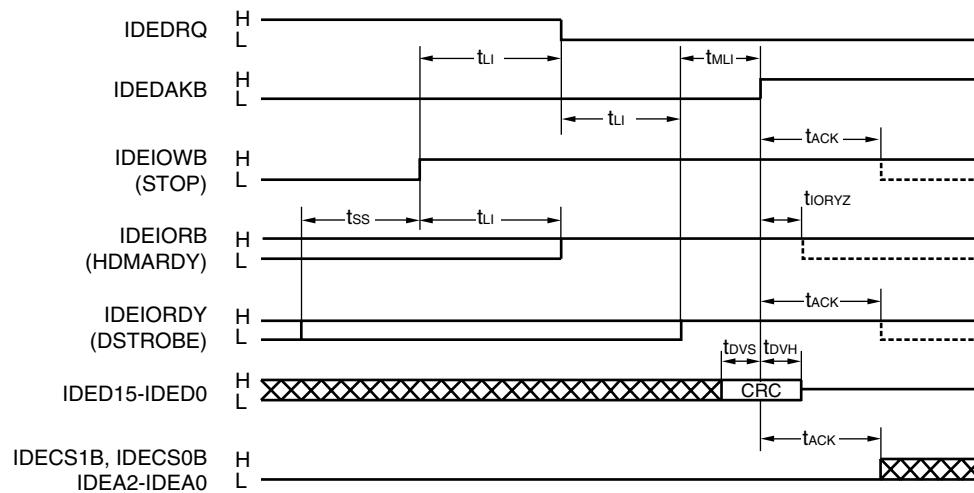 IDEDRQ H
L
tLI tMLI
IDEDAKB H
L
tLI
tACK
IDEIOWB H
(STOP) L
tIORYZ
tSS tLI
IDEIORB H
(HDMARDY) L
tACK
IDEIORDY H
(DSTROBE) L
tDVS tDVH
IDED15-IDED0 H
L
CRC
tACK
IDECS1B, IDECS0B H
IDEA2-IDEA0 L